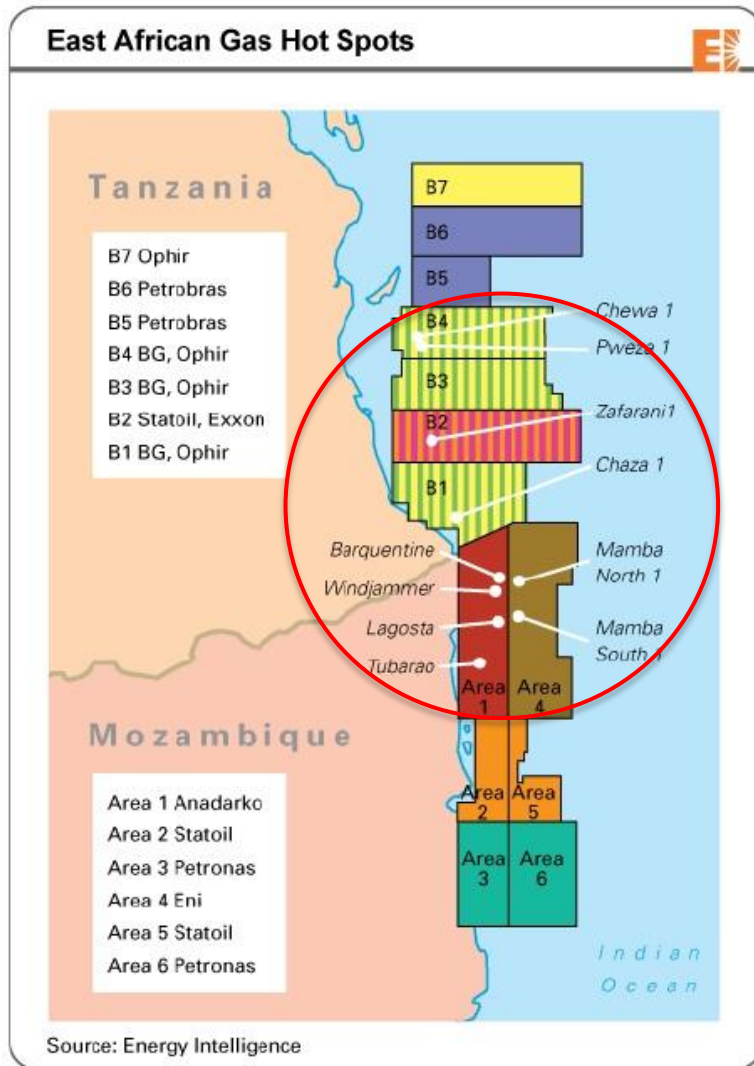 East African Gas Hot Spots
EI
Tanzania
B7 Ophir
B6 Petrobras
B5 Petrobras
B4 BG, Ophir
B3 BG, Ophir
B2 Statoil, Exxon
B1 BG, Ophir
B7
B6
B5
B4
B3
B2
B1
Chewa 1
Pweza 1
Zafarani1
Chaza 1
Barquentine
Windjammer
Lagosta
Tubarao
Mamba
North 1
Mamba
South 1
Area
1
Area
4
Mozambique
Area 1 Anadarko
Area 2 Statoil
Area 3 Petronas
Area 4 Eni
Area 5 Statoil
Area 6 Petronas
Area
2
Area
5
Area
3
Area
6
Indian
Ocean
Source: Energy Intelligence